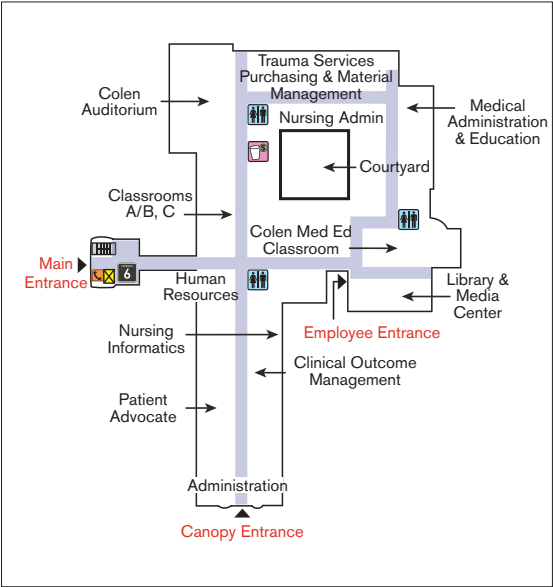 Trauma Services
Purchasing & Material
Management
Colen
Auditorium
Nursing Admin
Medical
Administration
& Education
$
Courtyard
Classrooms
A/B, C
Colen Med Ed
Classroom
Main
Entrance
6
Human
Resources
Library &
Media
Center
Nursing
Informatics
Employee Entrance
Clinical Outcome
Management
Patient
Advocate
Administration
Canopy Entrance